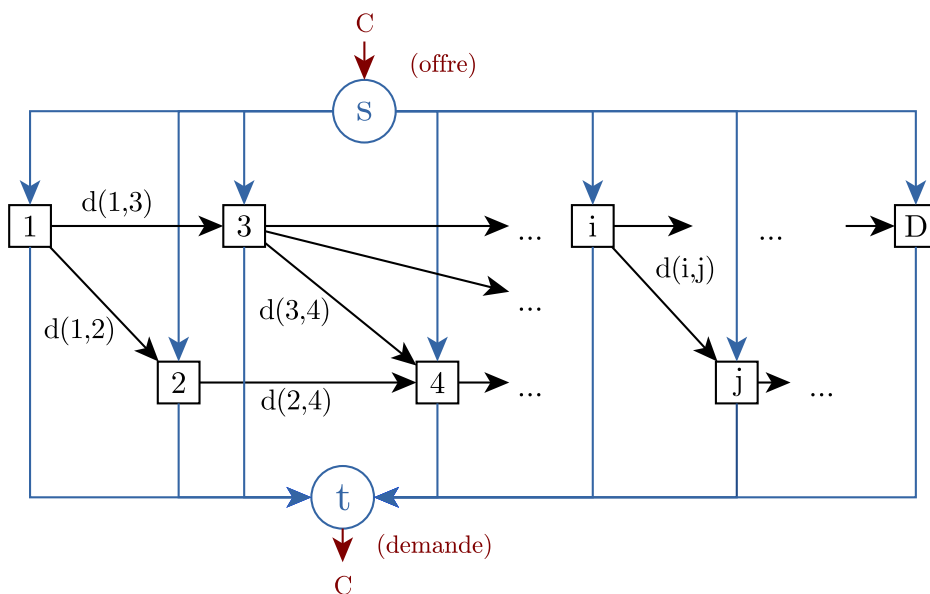 C
(offre)
s
d(1,3)
1
3
...
i
...
D
d(i,j)
d(3,4)
...
d(1,2)
2
4
...
j
...
d(2,4)
t
(demande)
C